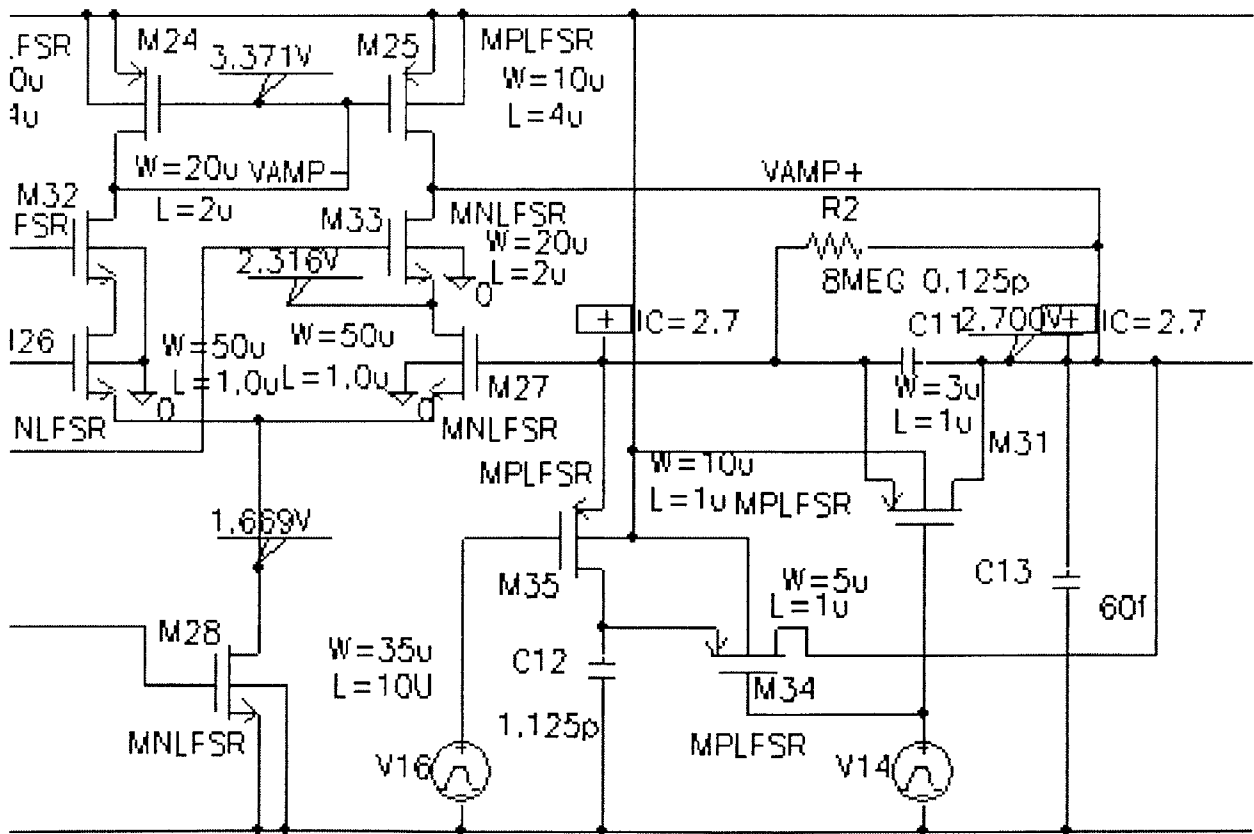 M24
M25
MPLFSR
3.371V
W=10u
L=4u
W=20u
VAMP-
L=2u
M32
VAMP+
M33
MNLFSR
R2
W=20u
L=2u
2.316V
0
8MEG
0.125p
+
IC=2.7
C11
2.700V
+
IC=2.7
W=50u
L=1.0u
W=50u
L=1.0u
M27
0
0
MNLFSR
W=3u
L=1u
M31
MPLFSR
W=10u
L=1u
MPLFSR
1.669V
M35
W=5u
L=1u
C13
60f
M28
W=35u
L=10U
C12
1.125p
M34
MPLFSR
MNLFSR
V16
V14